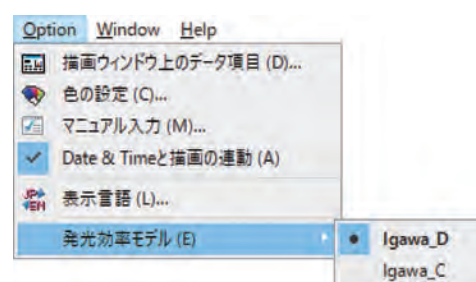 Option Window Help
描画ウィンドウ上のデータ項目 (D)...
色の設定 (C)...
マニュアル入力 (M)...
Date & Timeと描画の連動 (A)
JP EN
表示言語 (L)...
発光効率モデル (E)
Igawa_D
Igawa_C